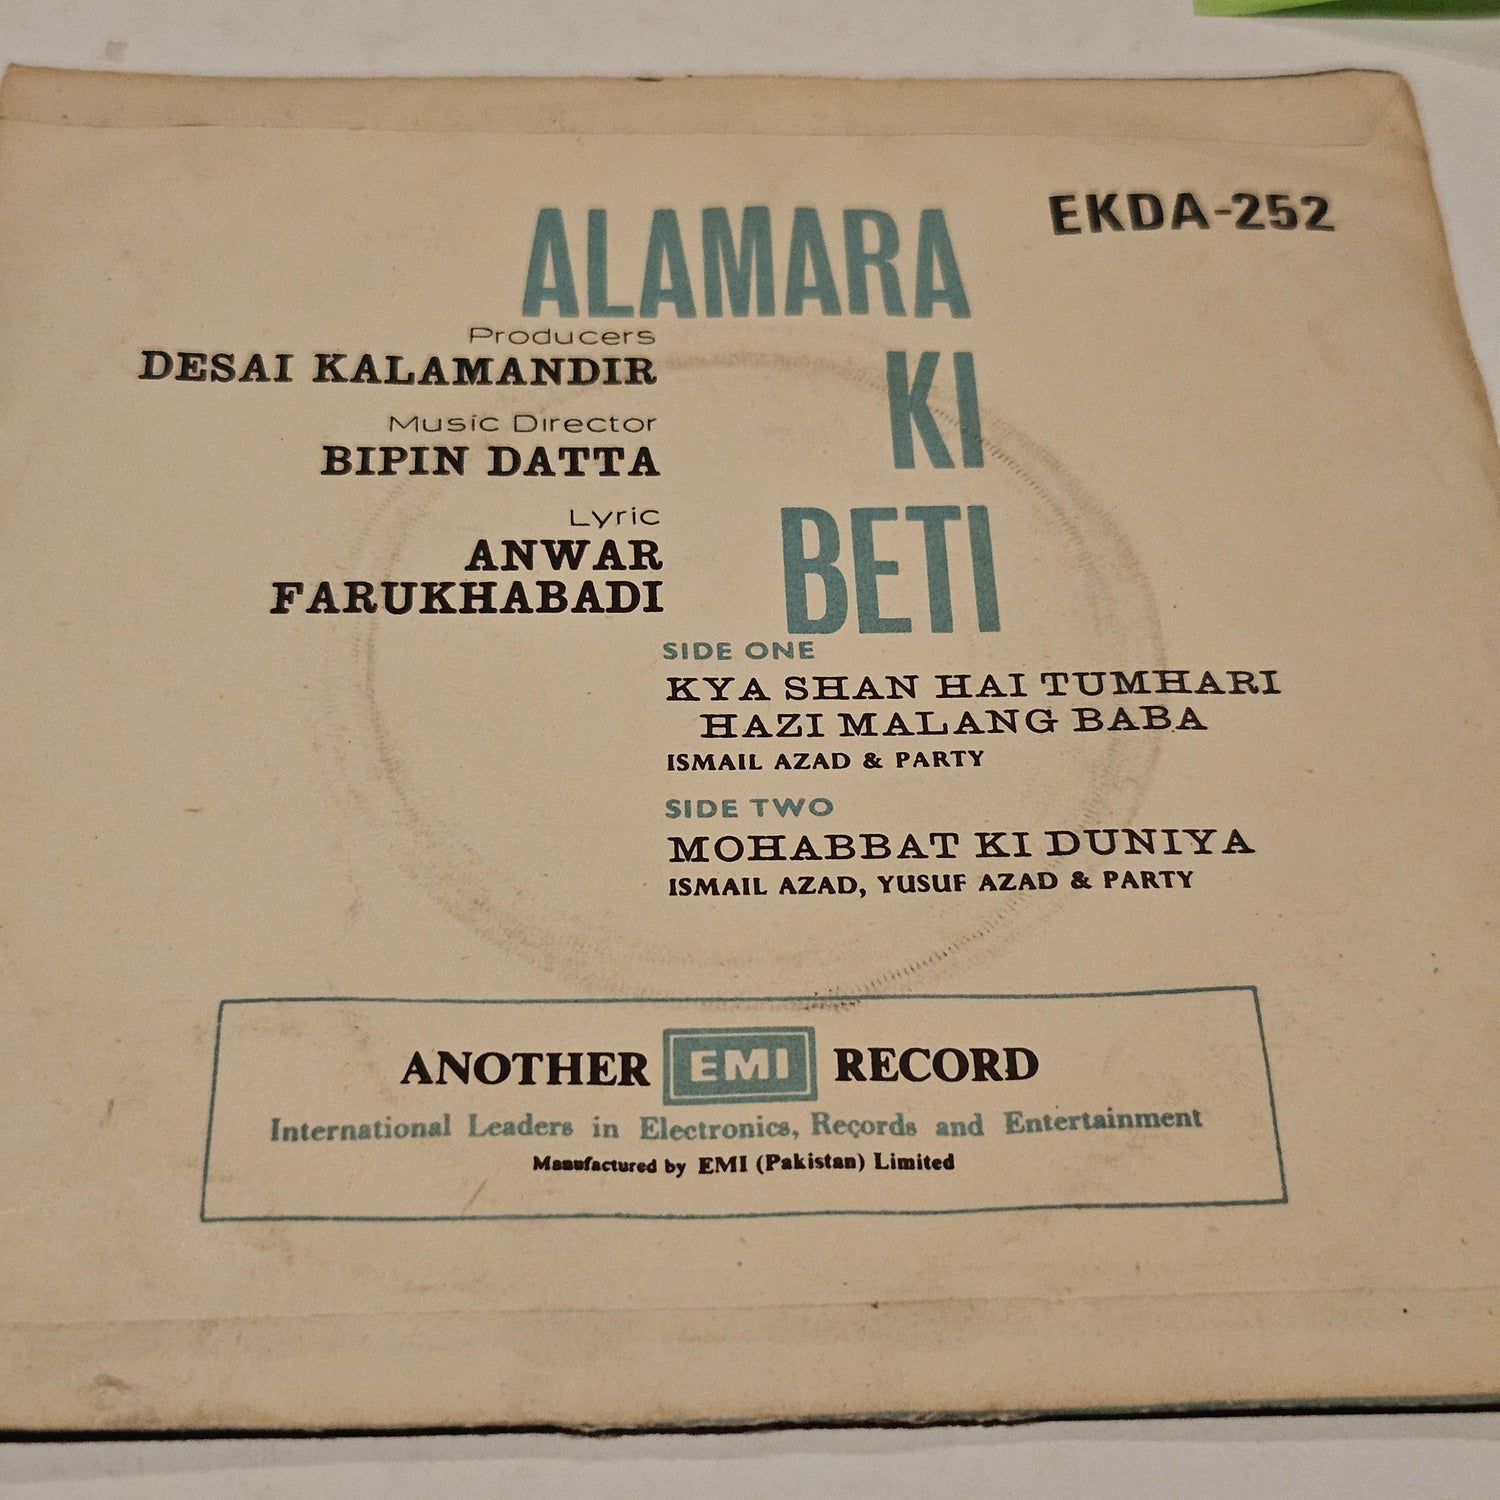 EKDA-252
ALAMARA
KI
BETI
Producers
DESAI KALAMANDIR
Music Director
BIPIN DATTA
Lyric
ANWAR
FARUKHABADI
SIDE ONE
KYA SHAN HAI TUMHARI
HAZI MALANG BABA
ISMAIL AZAD & PARTY
SIDE TWO
MOHABBAT KI DUNIYA
ISMAIL AZAD, YUSUF AZAD & PARTY
ANOTHER EMI RECORD
International Leaders in Electronics, Records and Entertainment
Manufactured by EMI (Pakistan) Limited